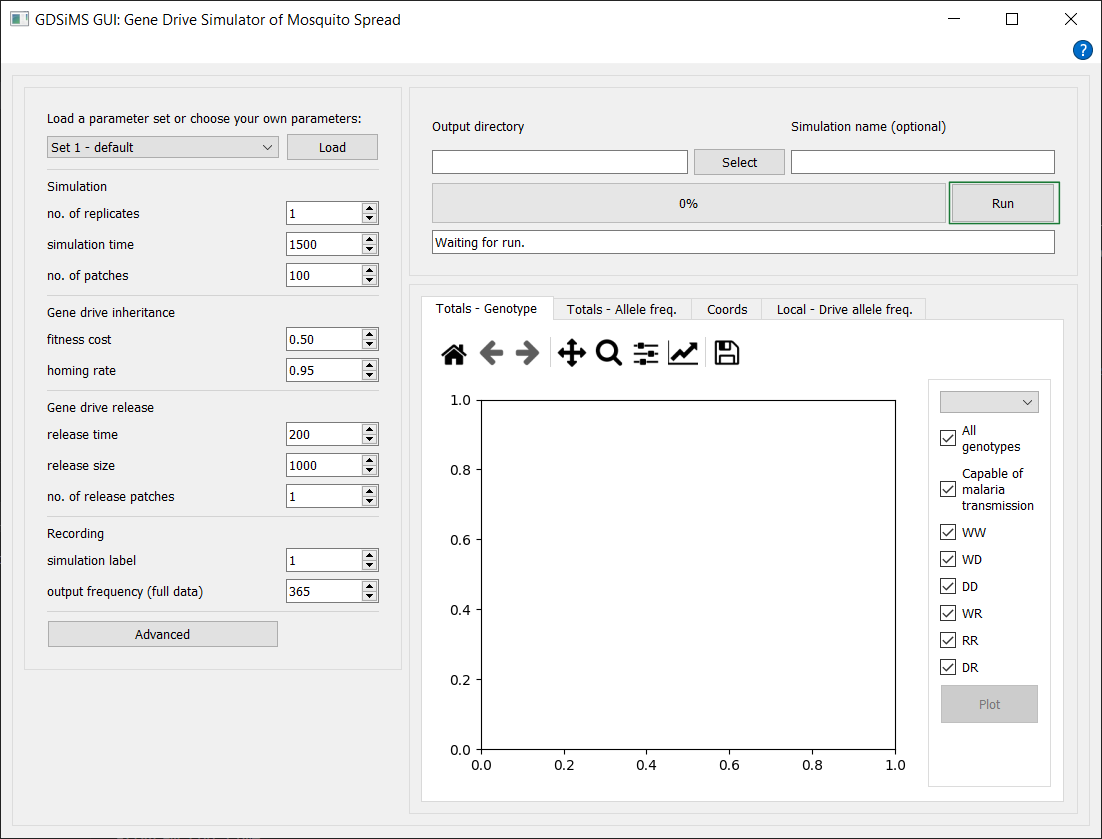 GDSiMS GUI: Gene Drive Simulator of Mosquito Spread
?
Load a parameter set or choose your own parameters:
Set 1 - default
Load
Simulation
no. of replicates
1
simulation time
1500
no. of patches
100
Gene drive inheritance
fitness cost
0.50
homing rate
0.95
Gene drive release
release time
200
release size
1000
no. of release patches
1
Recording
simulation label
1
output frequency (full data)
365
Advanced
Output directory
Simulation name (optional)
Select
0%
Run
Waiting for run.
Totals - Genotype
Totals - Allele freq.
Coords
Local - Drive allele freq.
1.0
0.8
0.6
0.4
0.2
0.0
0.0
0.2
0.4
0.6
0.8
1.0
All
genotypes
Capable of
malaria
transmission
WW
WD
DD
WR
RR
DR
Plot